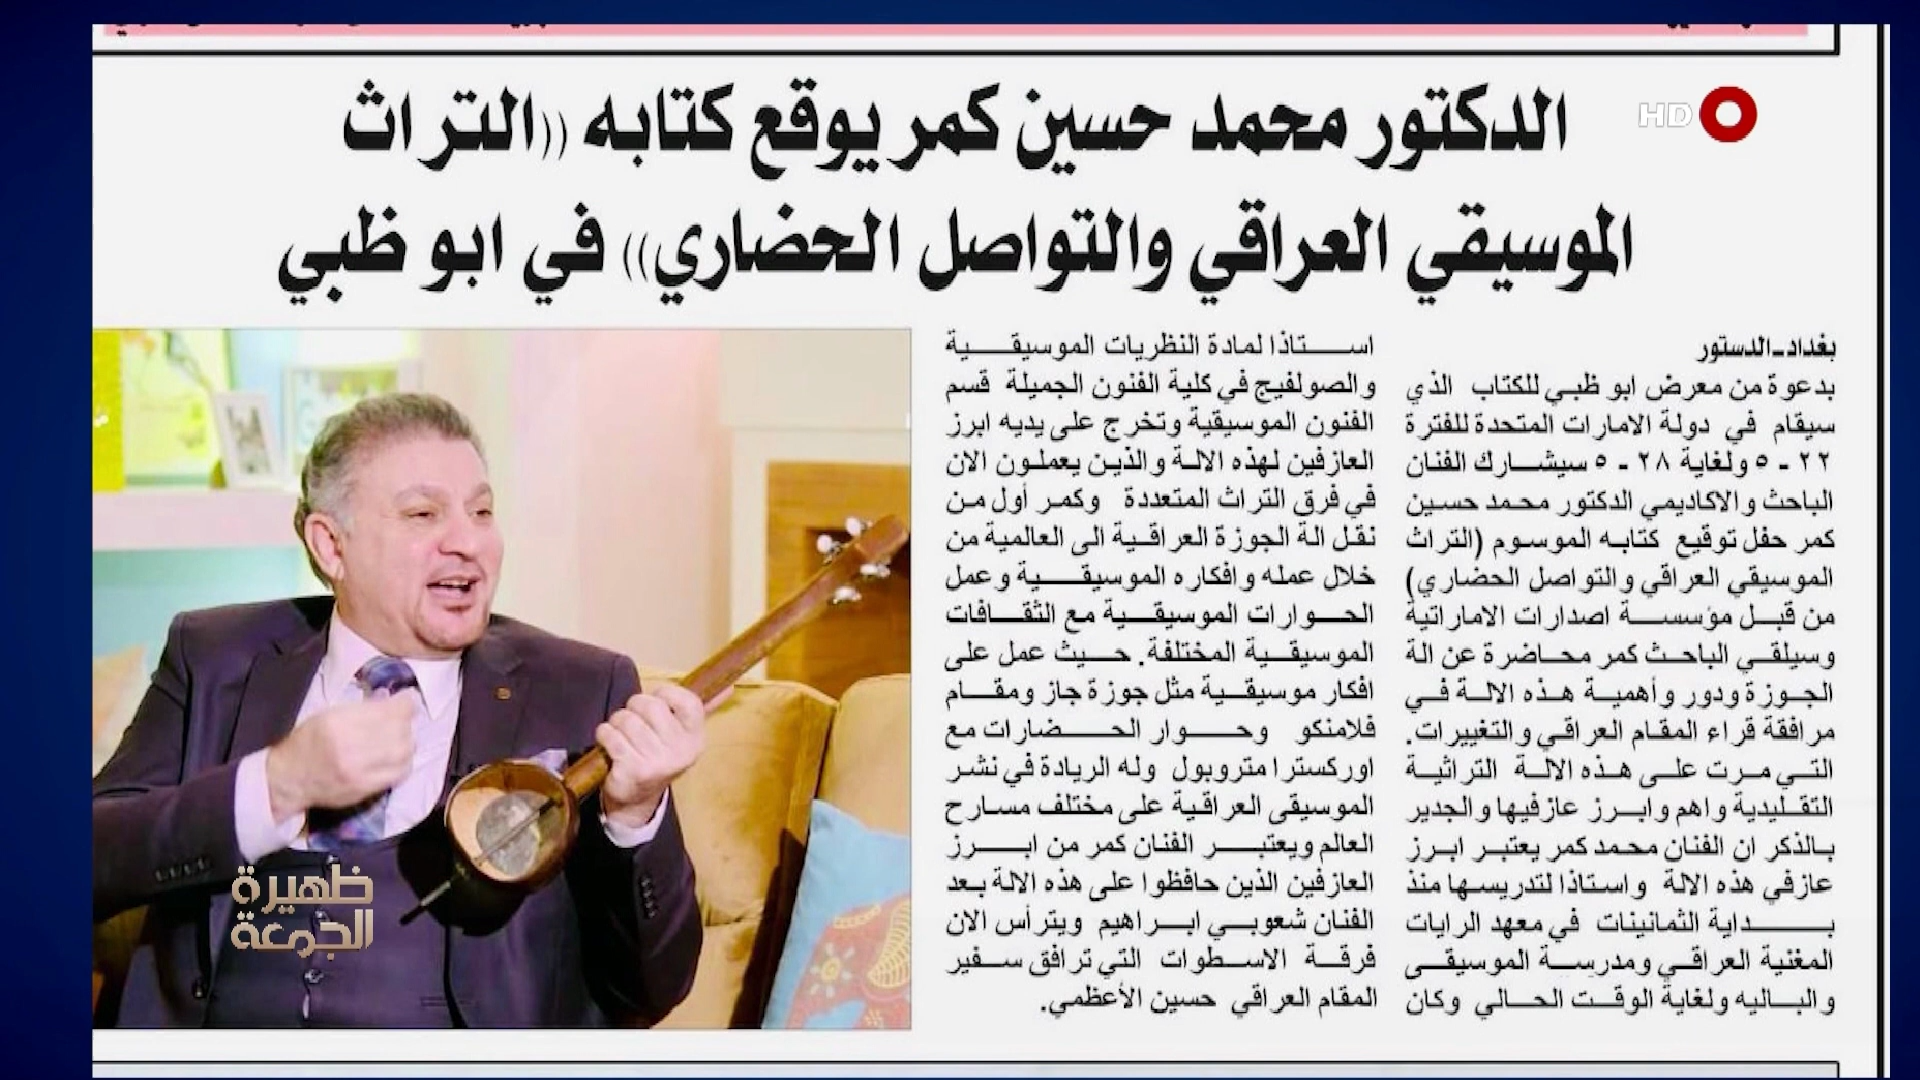 الدكتور محمد حسين كمر يوقع كتابه ((التراث
الموسيقي العراقي والتواصل الحضاري)) في ابو ظبي
HD
بغداد-الدستور
بدعوة من معرض ابو ظبي للكتاب الذي
سيقام في دولة الامارات المتحدة للفترة
٢٢ - ٥ ولغاية ٢٨ - ٥ سيشارك الفنان
الباحث والاكاديمي الدكتور محمد حسين
كمر حفل توقيع كتابه الموسوم (التراث
الموسيقي العراقي والتواصل الحضاري)
من قبل مؤسسة اصدارات الاماراتية
وسيلقي الباحث كمر محاضرة عن الة
الجوزة ودور وأهمية هذه الالة في
مرافقة قراء المقام العراقي والتغييرات.
التي مرت على هذه الالة التراثية
التقليدية واهم وابرز عازفيها والجدير
بالذكر ان الفنان محمد كمر يعتبر ابرز
عازفي هذه الالة واستاذا لتدريسها منذ
بداية الثمانينات في معهد الرايات
المغنية العراقي ومدرسة الموسيقى
والباليه ولغاية الوقت الحالي وكان
استاذا لمادة النظريات الموسيقية
والصولفيج في كلية الفنون الجميلة قسم
الفنون الموسيقية وتخرج على يديه ابرز
العازفين لهذه الالة والذين يعملون الان
في فرق التراث المتعددة وكمر أول من
نقل الة الجوزة العراقية الى العالمية من
خلال عمله وافكاره الموسيقية وعمل
الحوارات الموسيقية مع الثقافات
الموسيقية المختلفة. حيث عمل على
افكار موسيقية مثل جوزة جاز ومقام
فلامنكو وحوار الحضارات مع
اوركسترا متروبول وله الريادة في نشر
الموسيقى العراقية على مختلف مسارح
العالم ويعتبر الفنان كمر من ابرز
العازفين الذين حافظوا على هذه الالة بعد
الفنان شعوبي ابراهيم ويترأس الان
فرقة الاسطوات التي ترافق سفير
المقام العراقي حسين الأعظمي.
ظهيرة
الجمعة